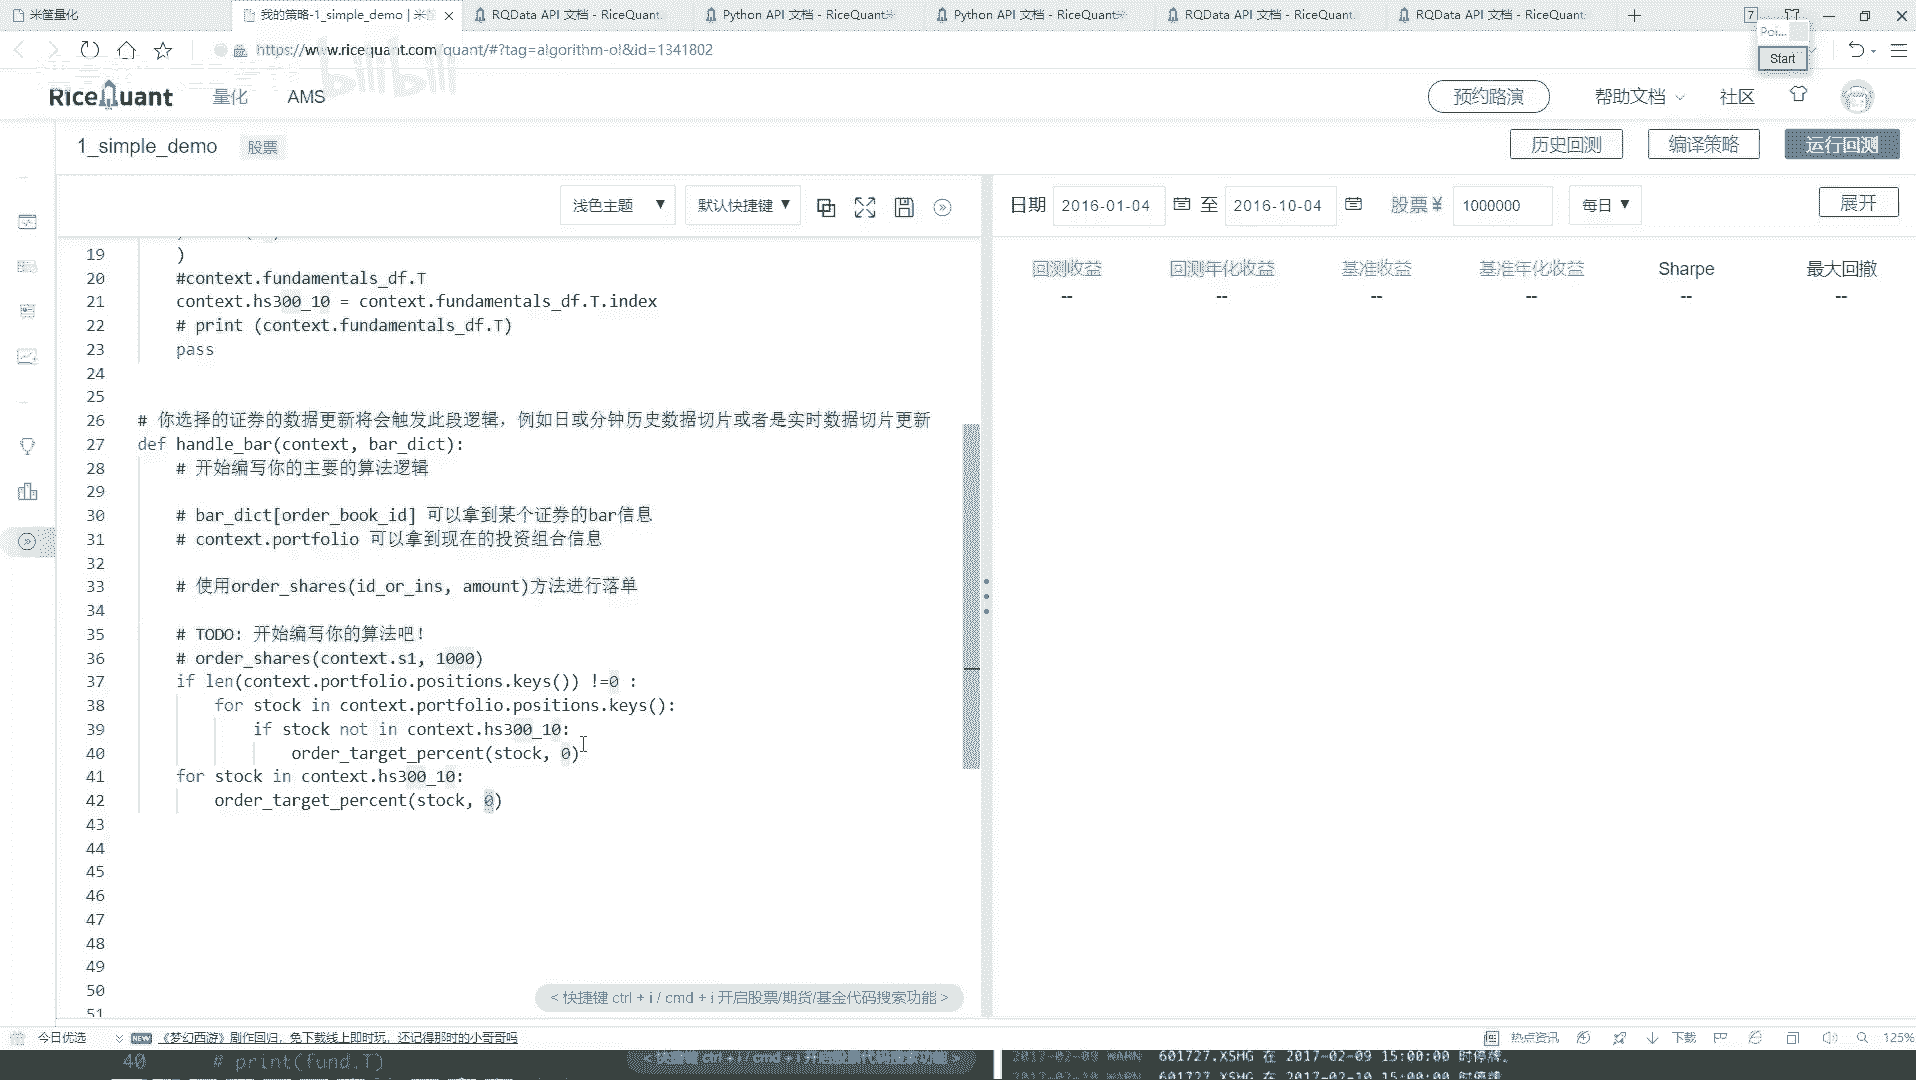 米筐量化
我的策略-1_simple_demo | 米
RQData API 文档 - RiceQuant
Python API 文档 - RiceQuant
Python API 文档 - RiceQuant
RQData API 文档 - RiceQuant
RQData API 文档 - RiceQuant
7
Poi...
Start
https://www.ricequant.com/quant/#?tag=algorithm-ol&id=1341802
bilibili
RiceQuant
量化
AMS
预约路演
帮助文档
社区
1_simple_demo
股票
历史回测
编译策略
运行回测
浅色主题
默认快捷键
日期 2016-01-04 至 2016-10-04
股票 ¥ 1000000
每日
展开
回测收益 回测年化收益 基准收益 基准年化收益 Sharpe 最大回撤
-- -- -- -- -- --
19 )
20 #context.fundamentals_df.T
21 context.hs300_10 = context.fundamentals_df.T.index
22 # print (context.fundamentals_df.T)
23 pass
24
25
26 # 你选择的证券的数据更新将会触发此段逻辑，例如日或分钟历史数据切片或者是实时数据切片更新
27 def handle_bar(context, bar_dict):
28 # 开始编写你的主要的算法逻辑
29
30 # bar_dict[order_book_id] 可以拿到某个证券的bar信息
31 # context.portfolio 可以拿到现在的投资组合信息
32
33 # 使用order_shares(id_or_ins, amount)方法进行落单
34
35 # TODO: 开始编写你的算法吧！
36 # order_shares(context.s1, 1000)
37 if len(context.portfolio.positions.keys()) !=0 :
38 for stock in context.portfolio.positions.keys():
39 if stock not in context.hs300_10:
40 order_target_percent(stock, 0)
41 for stock in context.hs300_10:
42 order_target_percent(stock, 0)
43
44
45
46
47
48
49
50
51
< 快捷键 ctrl + i / cmd + i 开启股票/期货/基金代码搜索功能 >
今日优选
NEW
《梦幻西游》剧作回归，免下载线上即时玩，还记得那时的小哥哥吗
热点资讯
下载
125%
40 # print(fund.T)
2017-02-09 WARN 601727.XSHG 在 2017-02-09 15:00:00 时停牌。
2017-02-10 WARN 601727.XSHG 在 2017-02-10 15:00:00 时停牌。